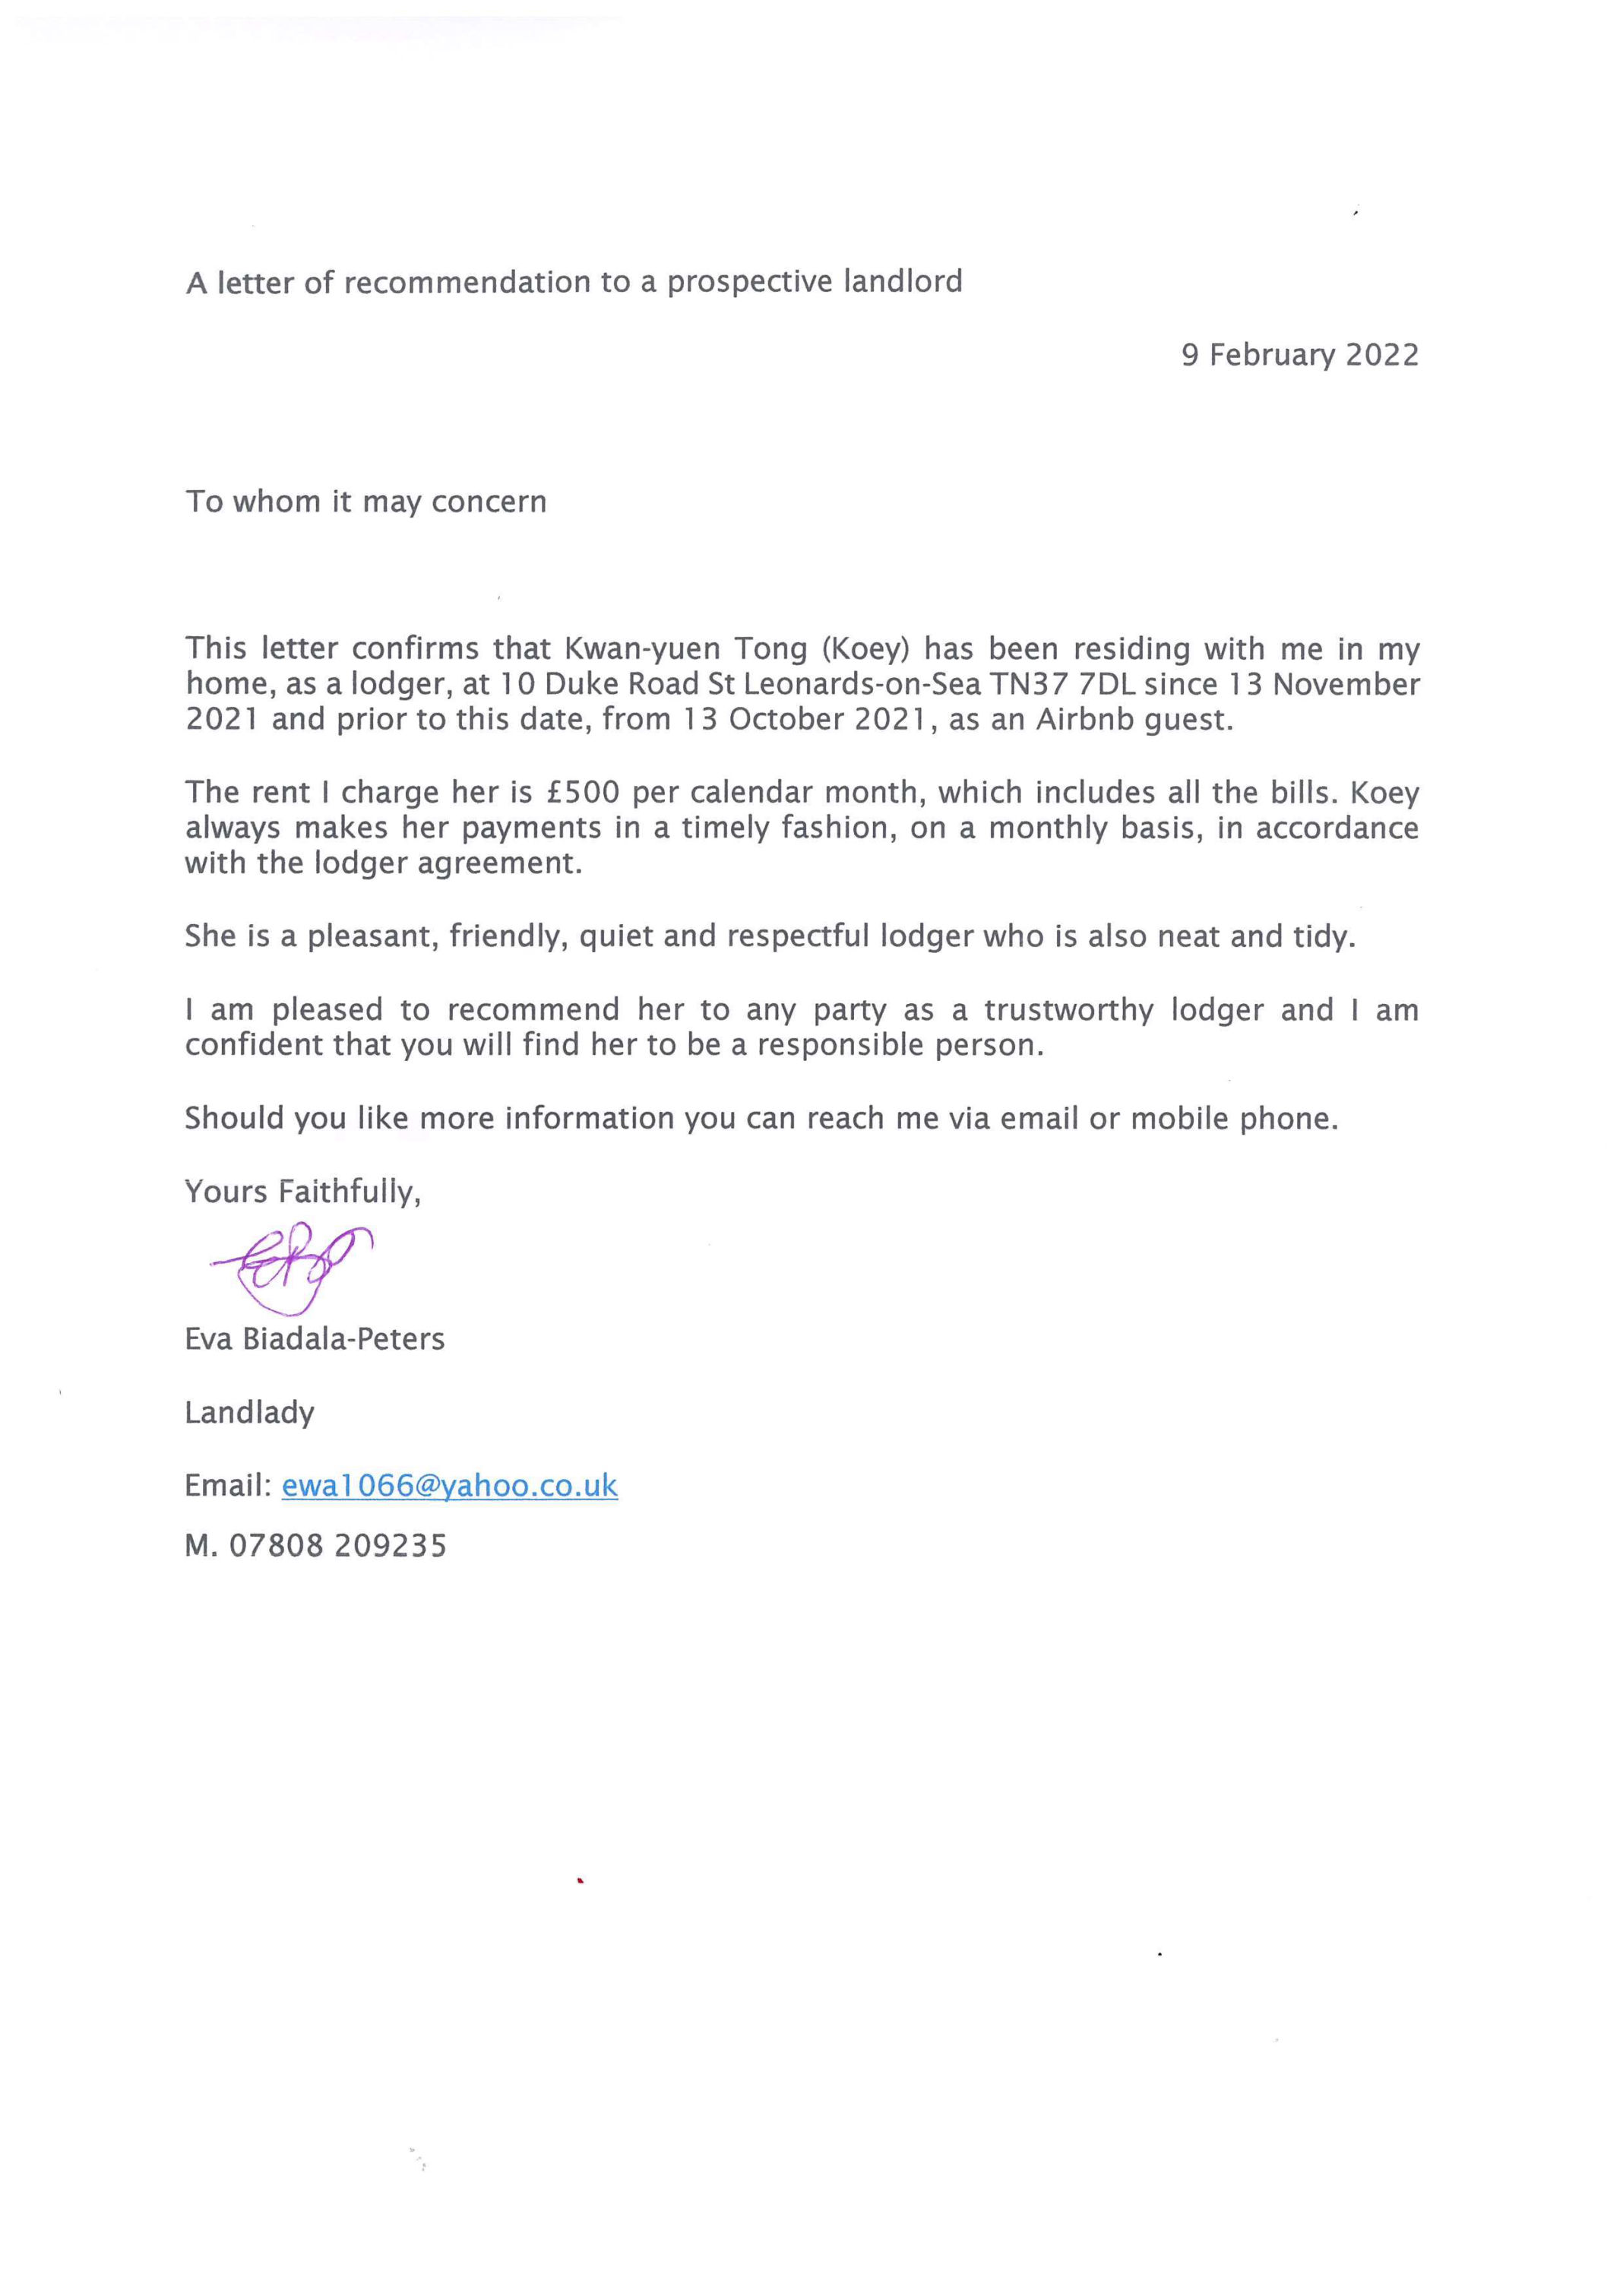 A letter of recommendation to a prospective landlord
9 February 2022
To whom it may concern
This letter confirms that Kwan-yuen Tong (Koey) has been residing with me in my
home, as a lodger, at 10 Duke Road St Leonards-on-Sea TN37 7DL since 13 November
2021 and prior to this date, from 13 October 2021, as an Airbnb guest.
The rent I charge her is £500 per calendar month, which includes all the bills. Koey
always makes her payments in a timely fashion, on a monthly basis, in accordance
with the lodger agreement.
She is a pleasant, friendly, quiet and respectful lodger who is also neat and tidy.
I am pleased to recommend her to any party as a trustworthy lodger and I am
confident that you will find her to be a responsible person.
Should you like more information you can reach me via email or mobile phone.
Yours Faithfully,
Eva Biadala-Peters
Landlady
Email: ewa1066@yahoo.co.uk
M. 07808 209235